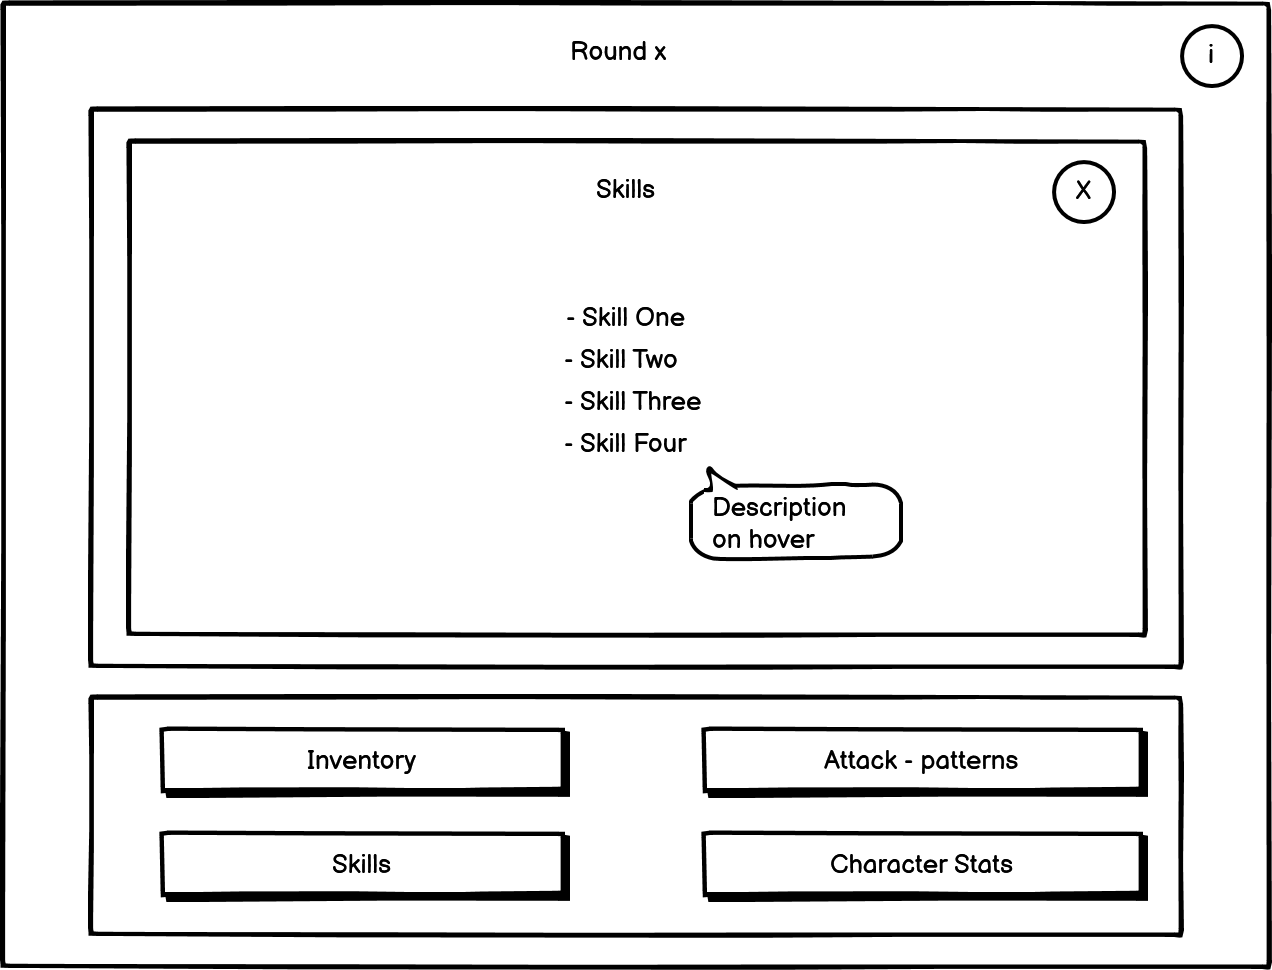 Round x
i
Skills
X
- Skill One
- Skill Two
- Skill Three
- Skill Four
Description
on hover
Inventory
Attack - patterns
Skills
Character Stats